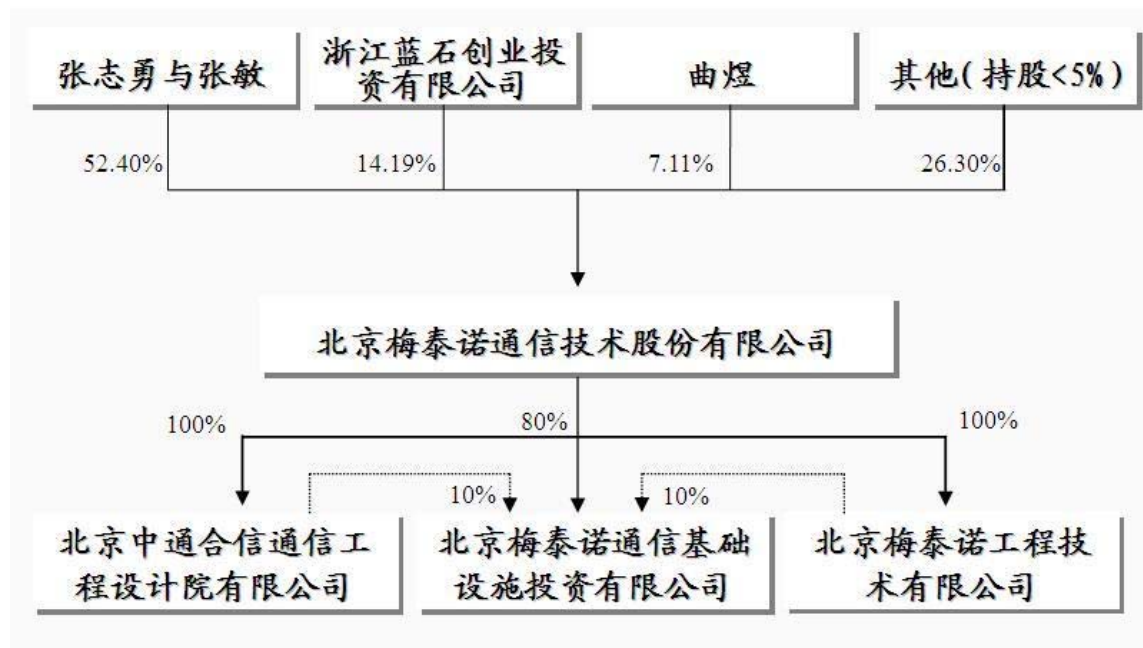 张志勇与张敏
浙江蓝石创业投
资有限公司
曲煜
其他(持股<5%)
52.40%
14.19%
7.11%
26.30%
北京梅泰诺通信技术股份有限公司
100%
80%
100%
10%
10%
北京中通合信通信工
程设计院有限公司
北京梅泰诺通信基础
设施投资有限公司
北京梅泰诺工程技
术有限公司